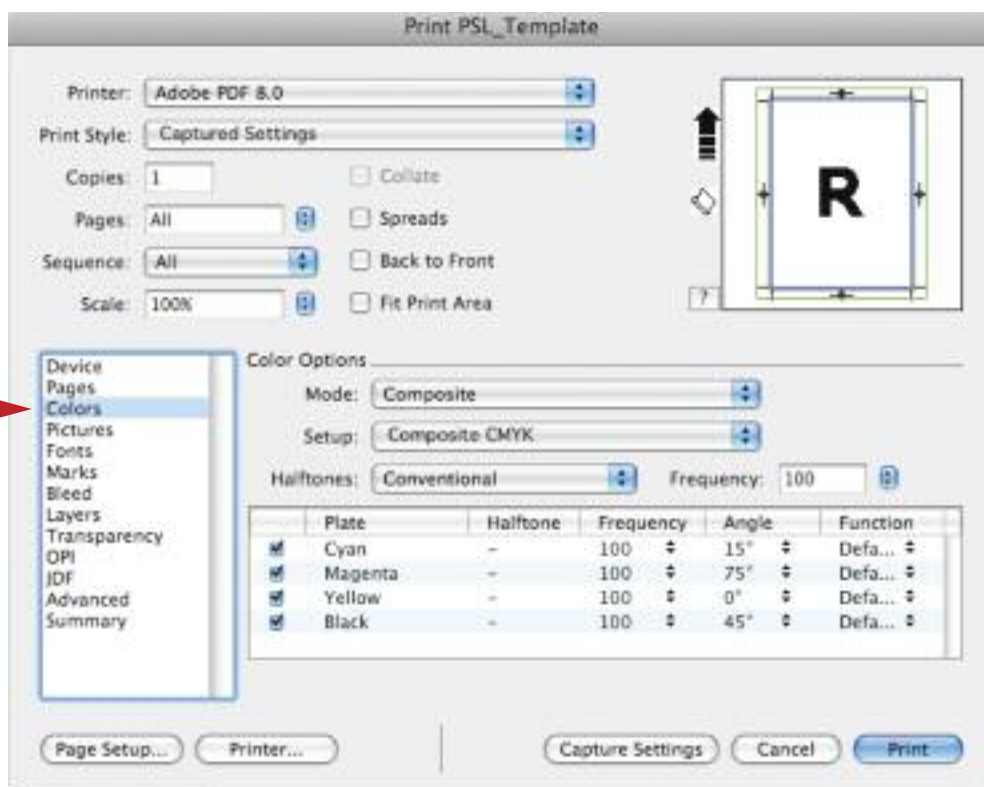 Print PSL_Template
Printer: Adobe PDF 8.0
Print Style: Captured Settings
Copies: 1 Collate
Pages: All Spreads
Sequence: All Back to Front
Scale: 100% Fit Print Area
R
?
Device
Pages
Colors
Pictures
Fonts
Marks
Bleed
Layers
Transparency
OPI
JDF
Advanced
Summary
Color Options
Mode: Composite
Setup: Composite CMYK
Halftones: Conventional Frequency: 100
Plate Halftone Frequency Angle Function
Cyan - 100 15° Defa...
Magenta - 100 75° Defa...
Yellow - 100 0° Defa...
Black - 100 45° Defa...
Page Setup... Printer... Capture Settings Cancel Print